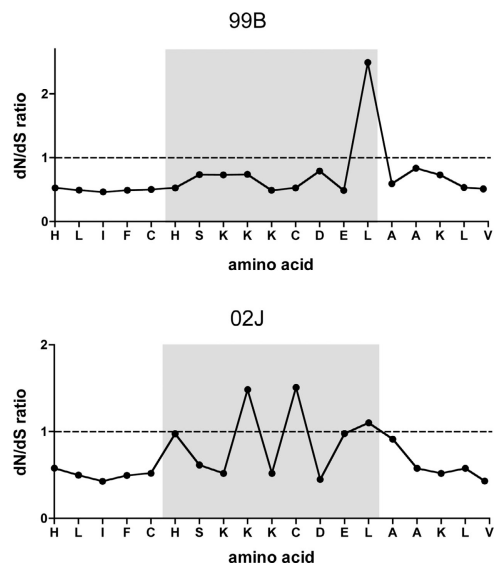 99B
dN/dS ratio
2
1
0
H L I F C H S K K K C D E L A A K L V
amino acid
02J
dN/dS ratio
2
1
0
H L I F C H S K K K C D E L A A K L V
amino acid